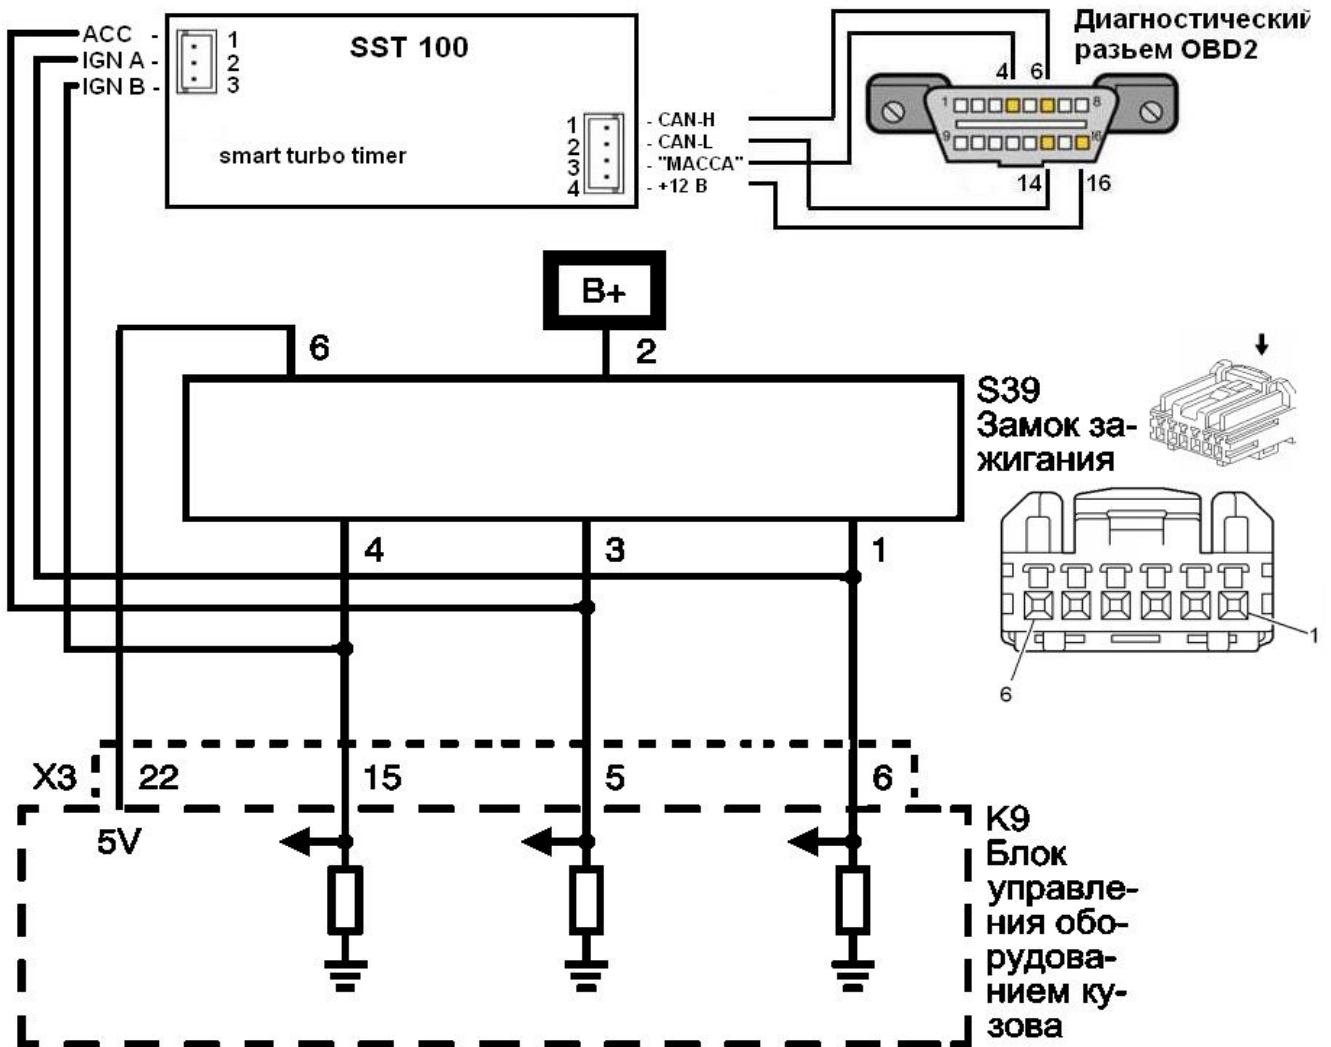 ACC -
IGN A -
IGN B -
1
2
3
SST 100
smart turbo timer
1
2
3
4
- CAN-H
- CAN-L
- "МАССА"
- +12 В
Диагностический
разьем OBD2
4 6
1 8
9 16
14 16
B+
6
2
S39
Замок за-
жигания
4
3
1
1
6
X3
22
15
5
6
5V
K9
Блок
управле-
ния обо-
рудова-
нием ку-
зова